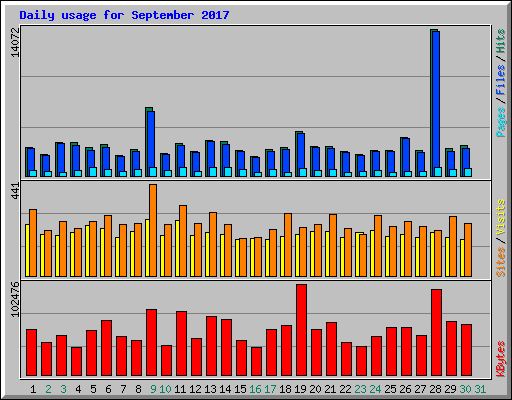 Daily usage for September 2017
14072
Pages / Files / Hits
441
Sites / Visits
102476
KBytes
1 2 3 4 5 6 7 8 9 10 11 12 13 14 15 16 17 18 19 20 21 22 23 24 25 26 27 28 29 30 31